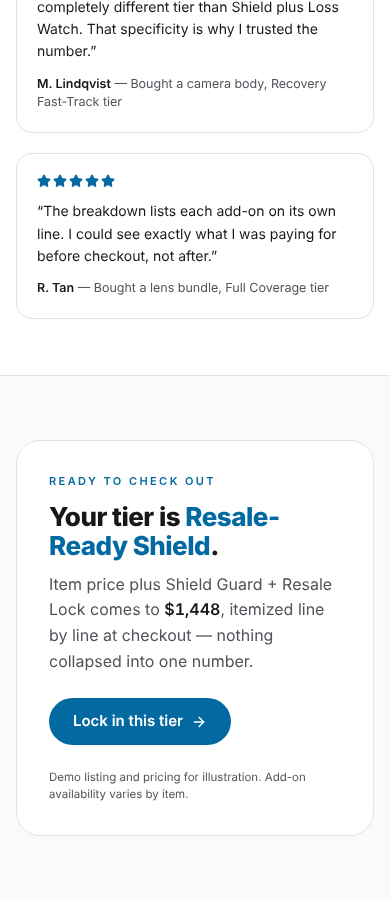 completely different tier than Shield plus Loss
Watch. That specificity is why I trusted the
number.”
M. Lindqvist — Bought a camera body, Recovery
Fast-Track tier
“The breakdown lists each add-on on its own
line. I could see exactly what I was paying for
before checkout, not after.”
R. Tan — Bought a lens bundle, Full Coverage tier
READY TO CHECK OUT
Your tier is Resale-
Ready Shield.
Item price plus Shield Guard + Resale
Lock comes to $1,448, itemized line
by line at checkout — nothing
collapsed into one number.
Lock in this tier →
Demo listing and pricing for illustration. Add-on
availability varies by item.